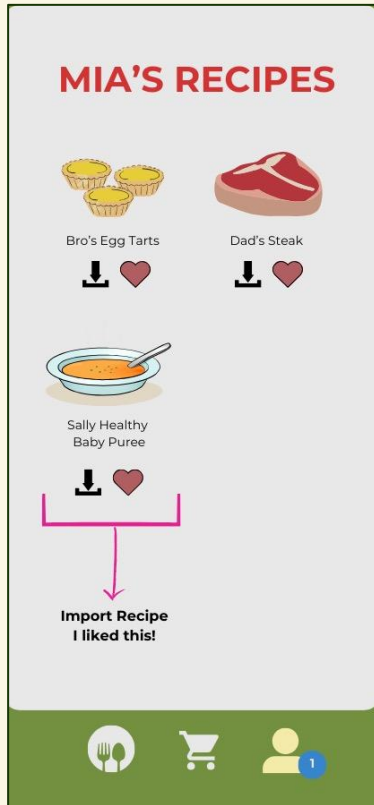 MIA'S RECIPES
Bro's Egg Tarts
Dad's Steak
Sally Healthy
Baby Puree
Import Recipe
I liked this!
1